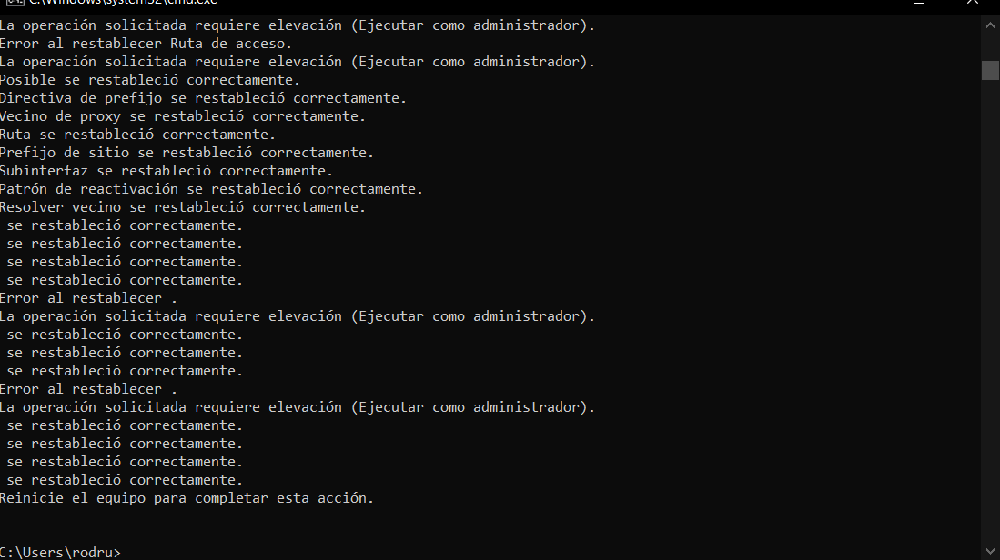 C:\Windows\system32\cmd.exe
La operación solicitada requiere elevación (Ejecutar como administrador).
Error al restablecer Ruta de acceso.
La operación solicitada requiere elevación (Ejecutar como administrador).
Posible se restableció correctamente.
Directiva de prefijo se restableció correctamente.
Vecino de proxy se restableció correctamente.
Ruta se restableció correctamente.
Prefijo de sitio se restableció correctamente.
Subinterfaz se restableció correctamente.
Patrón de reactivación se restableció correctamente.
Resolver vecino se restableció correctamente.
se restableció correctamente.
se restableció correctamente.
se restableció correctamente.
se restableció correctamente.
Error al restablecer .
La operación solicitada requiere elevación (Ejecutar como administrador).
se restableció correctamente.
se restableció correctamente.
se restableció correctamente.
Error al restablecer .
La operación solicitada requiere elevación (Ejecutar como administrador).
se restableció correctamente.
se restableció correctamente.
se restableció correctamente.
se restableció correctamente.
Reinicie el equipo para completar esta acción.
C:\Users\rodru>